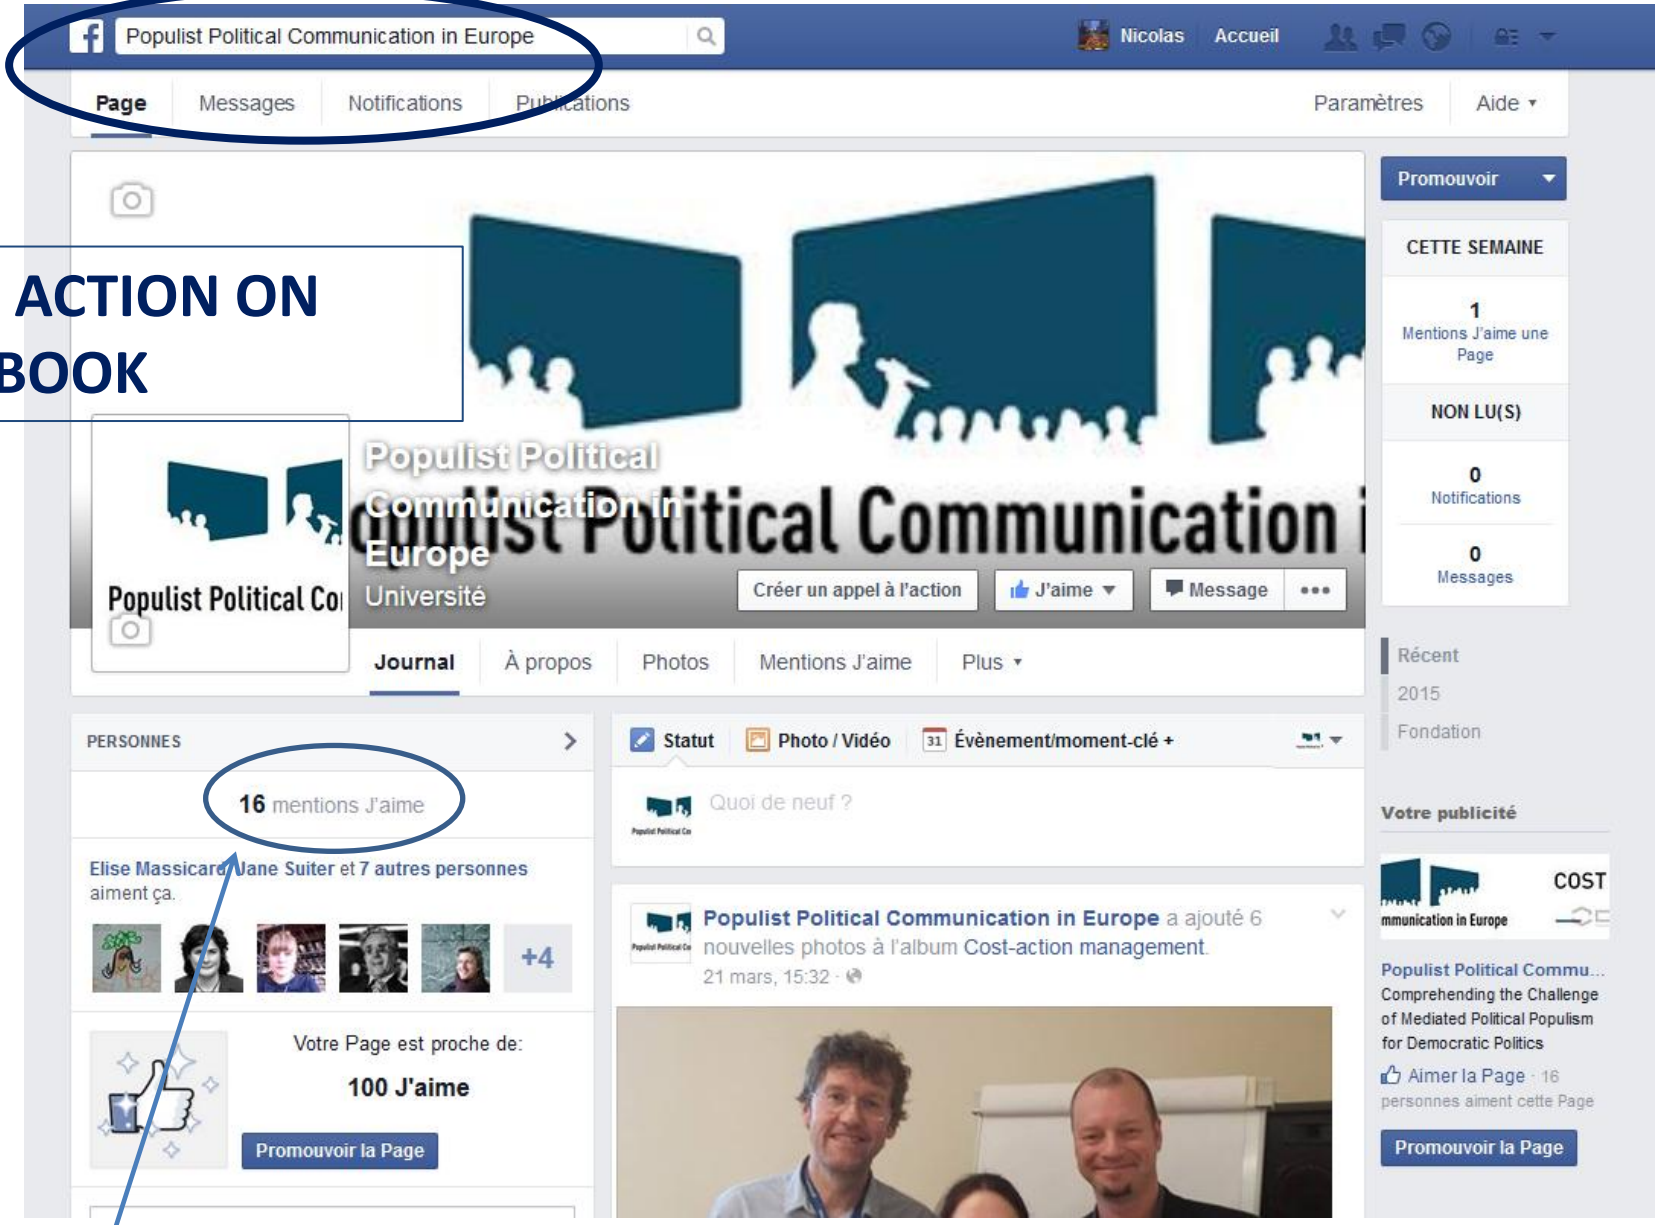 Populist Political Communication in Europe
Nicolas Accueil
Page Messages Notifications Publications Paramètres Aide
Promouvoir
CETTE SEMAINE
1
Mentions J'aime une
Page
NON LU(S)
0
Notifications
0
Messages
ACTION ON
BOOK
Populist Political Communication i
Populist Political
Communication in
Europe
Université
Populist Political Co
Créer un appel à l'action J'aime Message
Journal À propos Photos Mentions J'aime Plus
Récent
2015
Fondation
PERSONNES
16 mentions J'aime
Elise Massicard, Jane Suiter et 7 autres personnes
aiment ça.
+4
Votre Page est proche de:
100 J'aime
Promouvoir la Page
Statut Photo / Vidéo 31 Évènement/moment-clé +
Quoi de neuf ?
Populist Political Co
Populist Political Communication in Europe a ajouté 6
nouvelles photos à l'album Cost-action management.
21 mars, 15:32
Populist Political Co
Votre publicité
COST
mmunication in Europe
Populist Political Commu...
Comprehending the Challenge
of Mediated Political Populism
for Democratic Politics
Aimer la Page · 16
personnes aiment cette Page
Promouvoir la Page